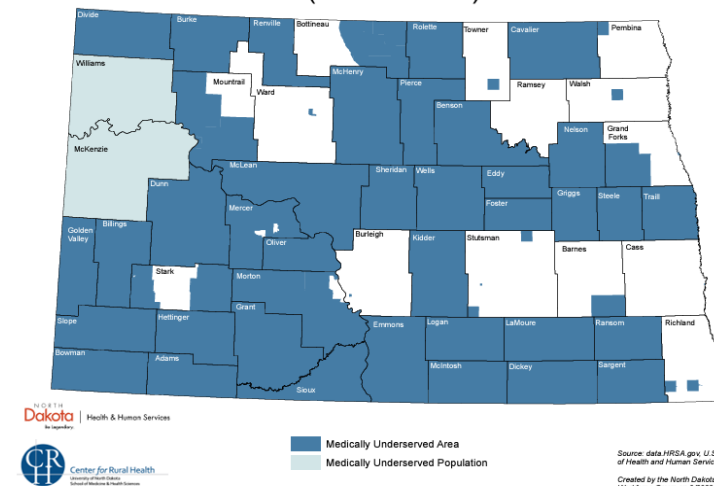 Divide
Burke
Renville
Bottineau
Rolette
Towner
Cavalier
Pembina
Williams
Mountrail
Ward
McHenry
Pierce
Benson
Ramsey
Walsh
McKenzie
Nelson
Grand
Forks
Dunn
McLean
Sheridan
Wells
Eddy
Foster
Griggs
Steele
Traill
Golden
Valley
Billings
Mercer
Oliver
Burleigh
Kidder
Stutsman
Barnes
Cass
Stark
Morton
Slope
Hettinger
Grant
Emmons
Logan
LaMoure
Ransom
Richland
Bowman
Adams
Sioux
McIntosh
Dickey
Sargent
NORTH
Dakota | Health & Human Services
Be Legendary.
CRH
Center for Rural Health
University of North Dakota
School of Medicine & Health Sciences
Medically Underserved Area
Medically Underserved Population
Source: data.HRSA.gov, U.S
of Health and Human Servic
Created by the North Dakota